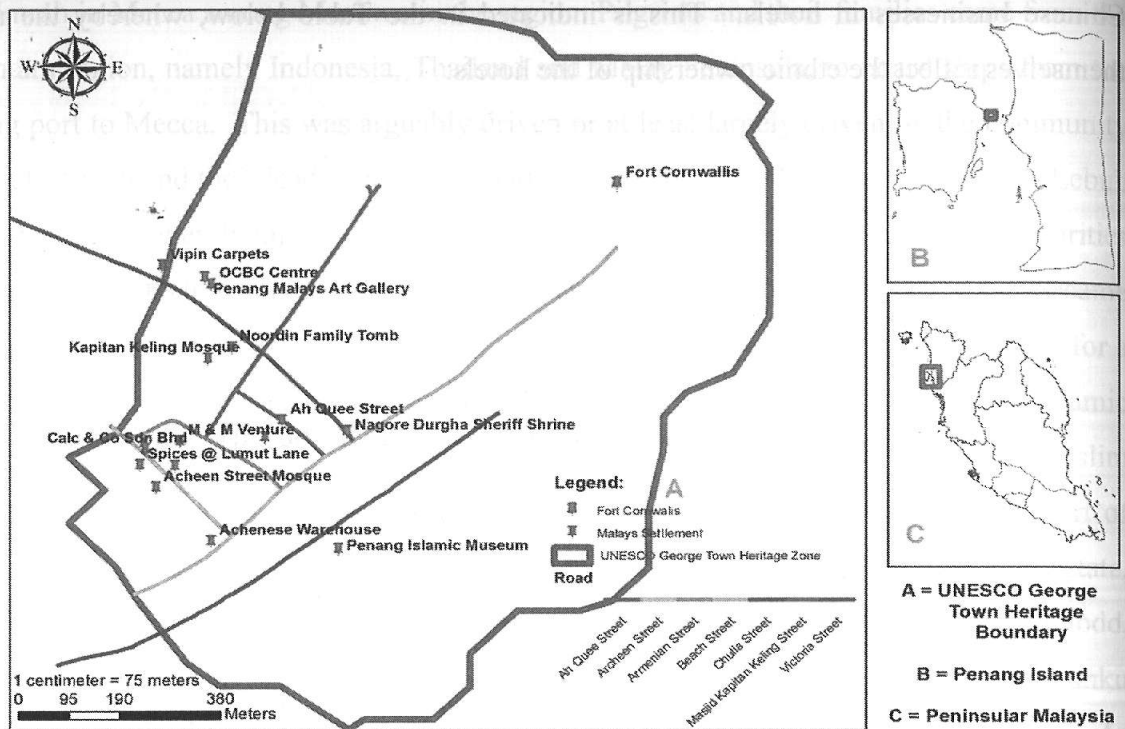 N
W E
S
Fort Cornwallis
Vipin Carpets
OCBC Centre
Penang Malays Art Gallery
Noordin Family Tomb
Kapitan Keling Mosque
Ah Quee Street
Nagore Durgha Sheriff Shrine
M & M Venture
Calc & Co Sdn Bhd
Spices @ Lumut Lane
Acheen Street Mosque
Achenese Warehouse
Penang Islamic Museum
A
Legend:
Fort Cornwalis
Malays Settlement
UNESCO George Town Heritage Zone
Road
Ah Quee Street
Archeen Street
Armenian Street
Beach Street
Chulia Street
Masjid Kapitan Keling Street
Victoria Street
1 centimeter = 75 meters
0 95 190 380
Meters
B
C
A = UNESCO George
Town Heritage
Boundary
B = Penang Island
C = Peninsular Malaysia